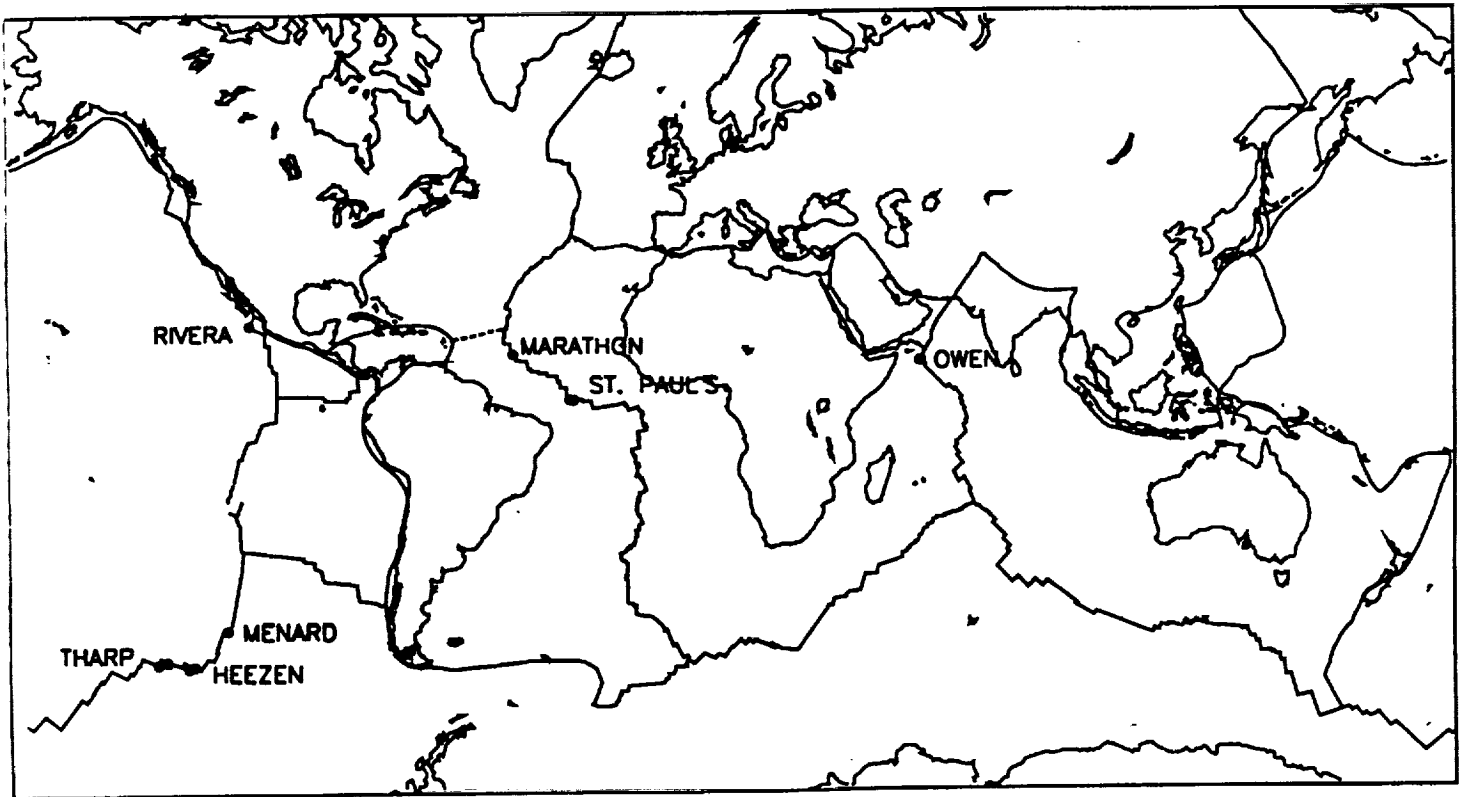 RIVERA
MARATHON
OWEN
ST. PAUL'S
MENARD
THARP
HEEZEN